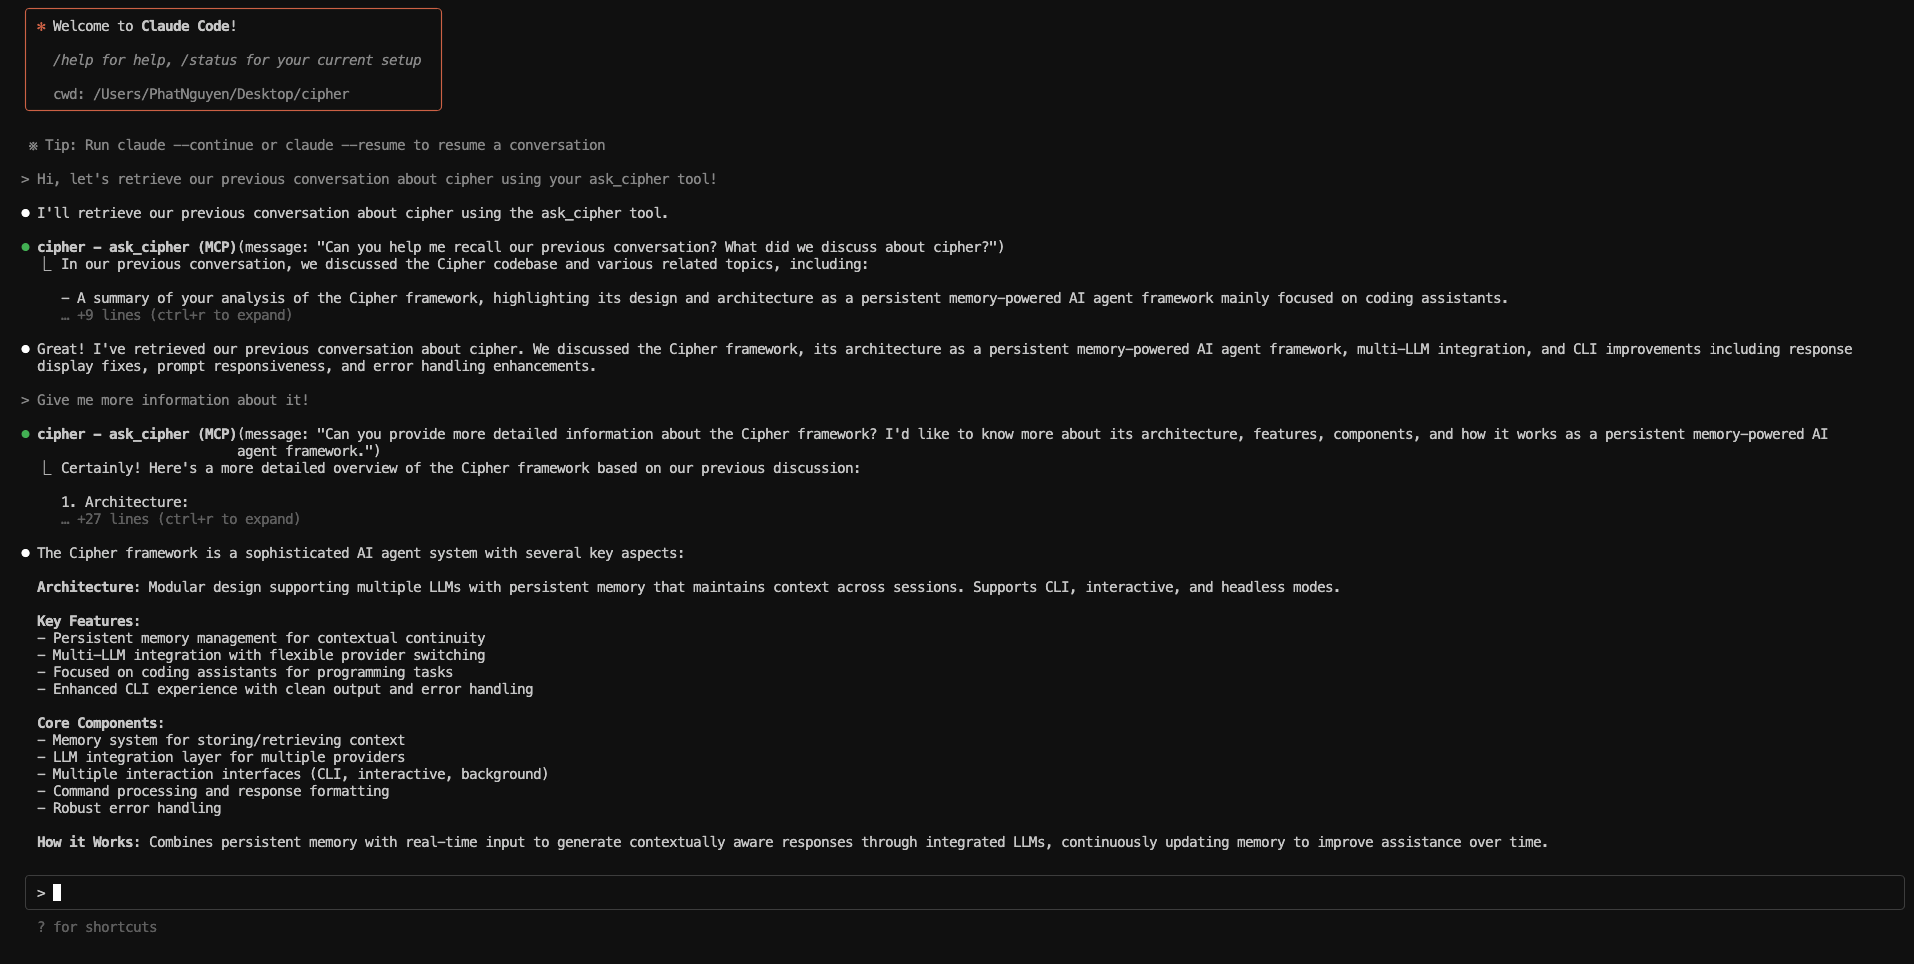 ✻ Welcome to Claude Code!
/help for help, /status for your current setup
cwd: /Users/PhatNguyen/Desktop/cipher
※ Tip: Run claude --continue or claude --resume to resume a conversation
> Hi, let's retrieve our previous conversation about cipher using your ask_cipher tool!
● I'll retrieve our previous conversation about cipher using the ask_cipher tool.
● cipher - ask_cipher (MCP)(message: "Can you help me recall our previous conversation? What did we discuss about cipher?")
⎿ In our previous conversation, we discussed the Cipher codebase and various related topics, including:
- A summary of your analysis of the Cipher framework, highlighting its design and architecture as a persistent memory-powered AI agent framework mainly focused on coding assistants.
… +9 lines (ctrl+r to expand)
● Great! I've retrieved our previous conversation about cipher. We discussed the Cipher framework, its architecture as a persistent memory-powered AI agent framework, multi-LLM integration, and CLI improvements including response
display fixes, prompt responsiveness, and error handling enhancements.
> Give me more information about it!
● cipher - ask_cipher (MCP)(message: "Can you provide more detailed information about the Cipher framework? I'd like to know more about its architecture, features, components, and how it works as a persistent memory-powered AI
agent framework.")
⎿ Certainly! Here's a more detailed overview of the Cipher framework based on our previous discussion:
1. Architecture:
… +27 lines (ctrl+r to expand)
● The Cipher framework is a sophisticated AI agent system with several key aspects:
Architecture: Modular design supporting multiple LLMs with persistent memory that maintains context across sessions. Supports CLI, interactive, and headless modes.
Key Features:
- Persistent memory management for contextual continuity
- Multi-LLM integration with flexible provider switching
- Focused on coding assistants for programming tasks
- Enhanced CLI experience with clean output and error handling
Core Components:
- Memory system for storing/retrieving context
- LLM integration layer for multiple providers
- Multiple interaction interfaces (CLI, interactive, background)
- Command processing and response formatting
- Robust error handling
How it Works: Combines persistent memory with real-time input to generate contextually aware responses through integrated LLMs, continuously updating memory to improve assistance over time.
>
? for shortcuts